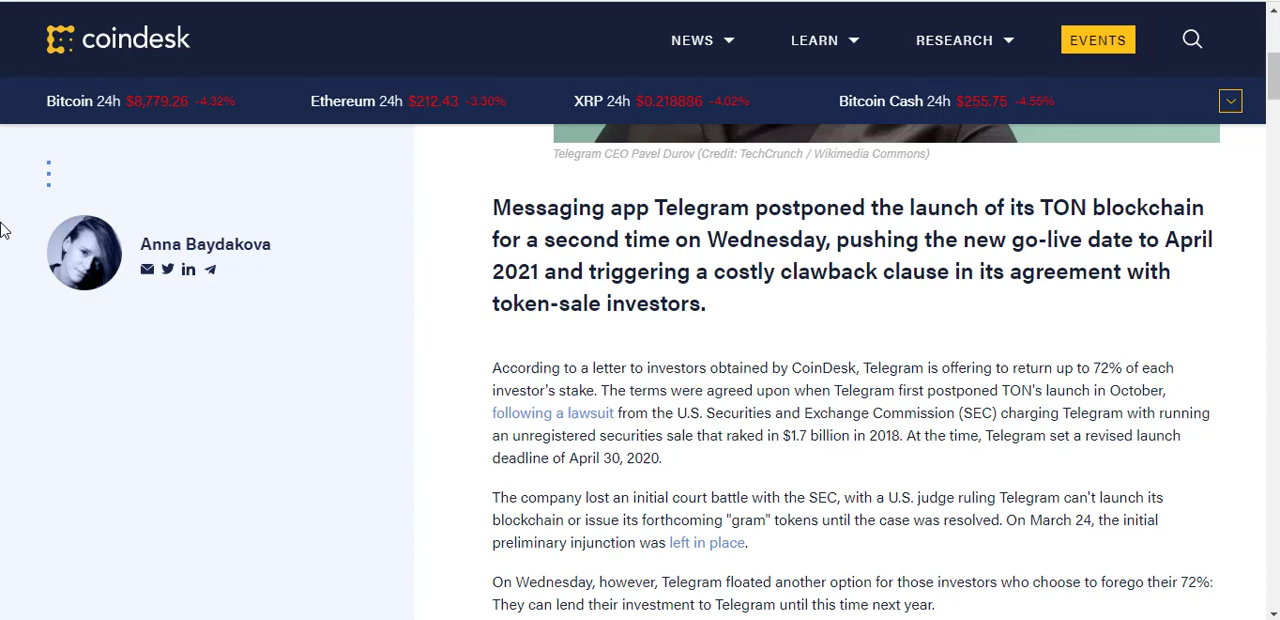 coindesk
NEWS LEARN RESEARCH EVENTS
Bitcoin 24h $8,779.26 -4.32% Ethereum 24h $212.43 -3.30% XRP 24h $0.218886 -4.02% Bitcoin Cash 24h $255.75 -4.55%
Telegram CEO Pavel Durov (Credit: TechCrunch / Wikimedia Commons)
Anna Baydakova
Messaging app Telegram postponed the launch of its TON blockchain
for a second time on Wednesday, pushing the new go-live date to April
2021 and triggering a costly clawback clause in its agreement with
token-sale investors.
According to a letter to investors obtained by CoinDesk, Telegram is offering to return up to 72% of each
investor's stake. The terms were agreed upon when Telegram first postponed TON's launch in October,
following a lawsuit from the U.S. Securities and Exchange Commission (SEC) charging Telegram with running
an unregistered securities sale that raked in $1.7 billion in 2018. At the time, Telegram set a revised launch
deadline of April 30, 2020.
The company lost an initial court battle with the SEC, with a U.S. judge ruling Telegram can't launch its
blockchain or issue its forthcoming "gram" tokens until the case was resolved. On March 24, the initial
preliminary injunction was left in place.
On Wednesday, however, Telegram floated another option for those investors who choose to forego their 72%:
They can lend their investment to Telegram until this time next year.